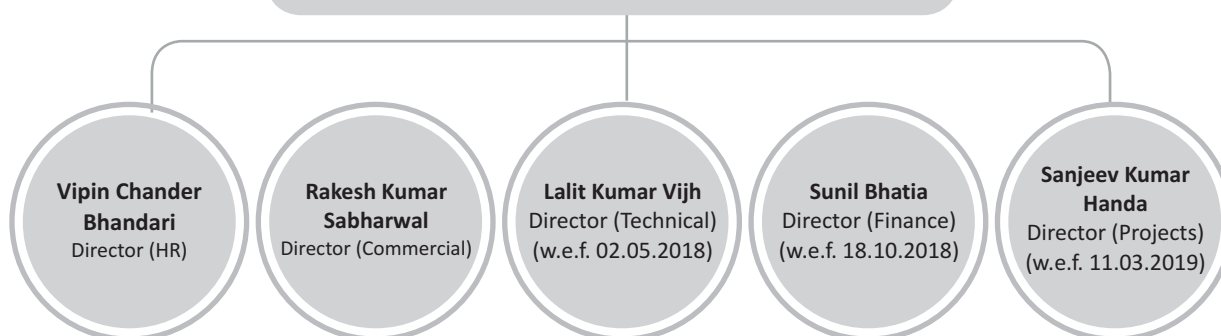 Vipin Chander
Bhandari
Director (HR)
Rakesh Kumar
Sabharwal
Director (Commercial)
Lalit Kumar Vijh
Director (Technical)
(w.e.f. 02.05.2018)
Sunil Bhatia
Director (Finance)
(w.e.f. 18.10.2018)
Sanjeev Kumar
Handa
Director (Projects)
(w.e.f. 11.03.2019)